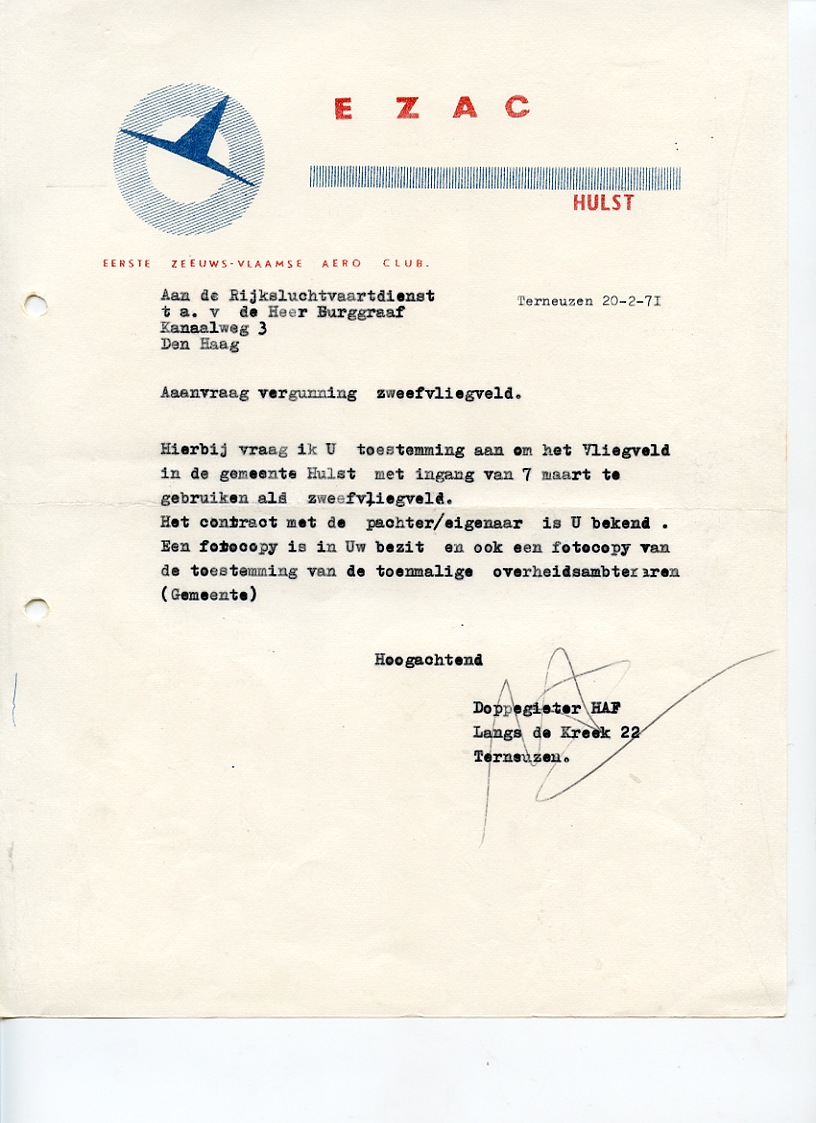 E Z A C
HULST
EERSTE ZEEUWS-VLAAMSE AERO CLUB.
Aan de Rijksluchtvaartdienst
t a. v de Heer Burggraaf
Kanaalweg 3
Den Haag
Terneuzen 20-2-7I
Aaanvraag vergunning zweefvliegveld.
Hierbij vraag ik U toestemming aan om het Vliegveld
in de gemeente Hulst met ingang van 7 maart te
gebruiken als zweefvliegveld.
Het contract met de pachter/eigenaar is U bekend .
Een fotocopy is in Uw bezit en ook een fotocopy van
de toestemming van de toenmalige overheidsambtenaren
(Gemeente)
Hoogachtend
Doppegieter HAF
Langs de Kreek 22
Terneuzen.